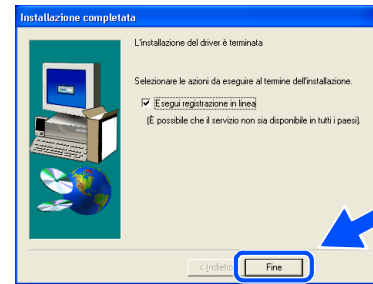 Installazione completata
L'installazione del driver è terminata
Selezionare le azioni da eseguire al termine dell'installazione.
Esegui registrazione in linea
(È possibile che il servizio non sia disponibile in tutti i paesi).
< Indietro
Fine